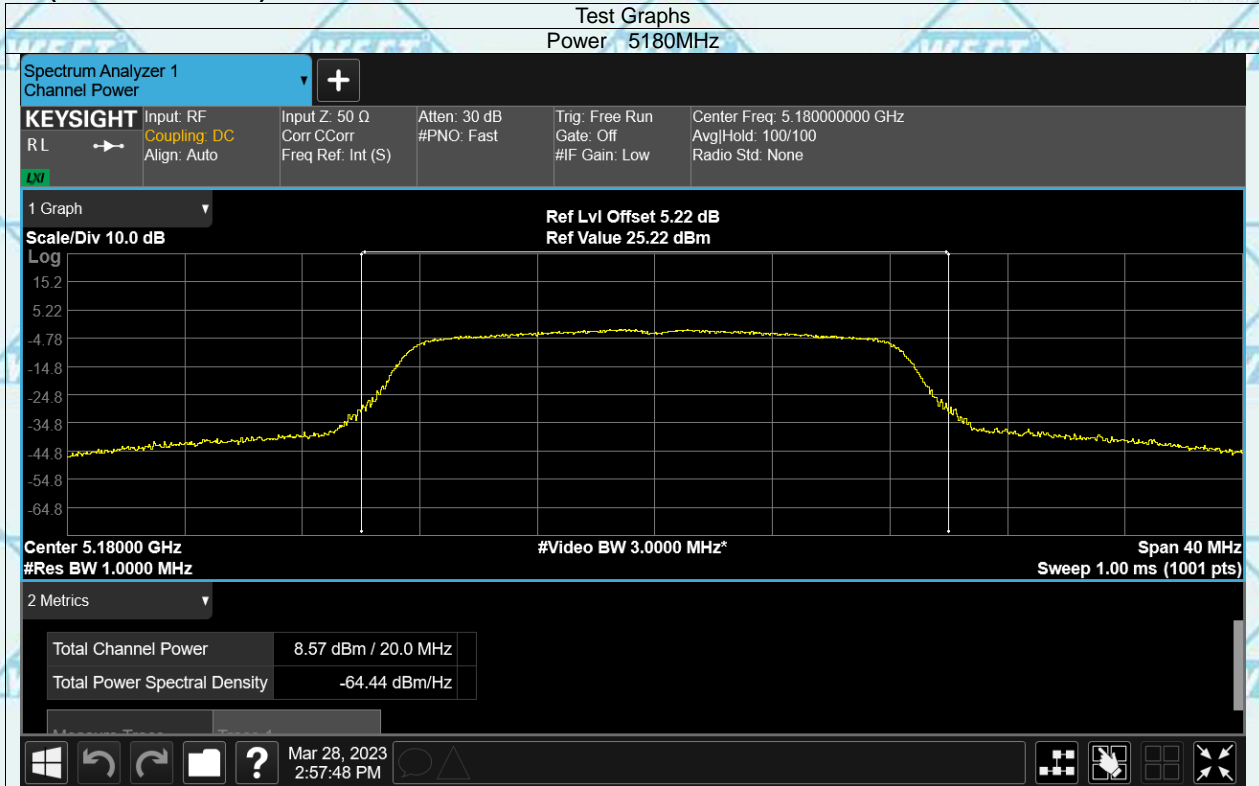 Test Graphs
Power 5180MHz
Spectrum Analyzer 1
Channel Power
KEYSIGHT
R L
LXI
Input: RF
Coupling: DC
Align: Auto
Input Z: 50 Ω
Corr CCorr
Freq Ref: Int (S)
Atten: 30 dB
#PNO: Fast
Trig: Free Run
Gate: Off
#IF Gain: Low
Center Freq: 5.180000000 GHz
Avg|Hold: 100/100
Radio Std: None
1 Graph
Scale/Div 10.0 dB
Ref Lvl Offset 5.22 dB
Ref Value 25.22 dBm
Log
15.2
5.22
-4.78
-14.8
-24.8
-34.8
-44.8
-54.8
-64.8
Center 5.18000 GHz
#Video BW 3.0000 MHz*
Span 40 MHz
#Res BW 1.0000 MHz
Sweep 1.00 ms (1001 pts)
2 Metrics
Total Channel Power 8.57 dBm / 20.0 MHz
Total Power Spectral Density -64.44 dBm/Hz
?
Mar 28, 2023
2:57:48 PM